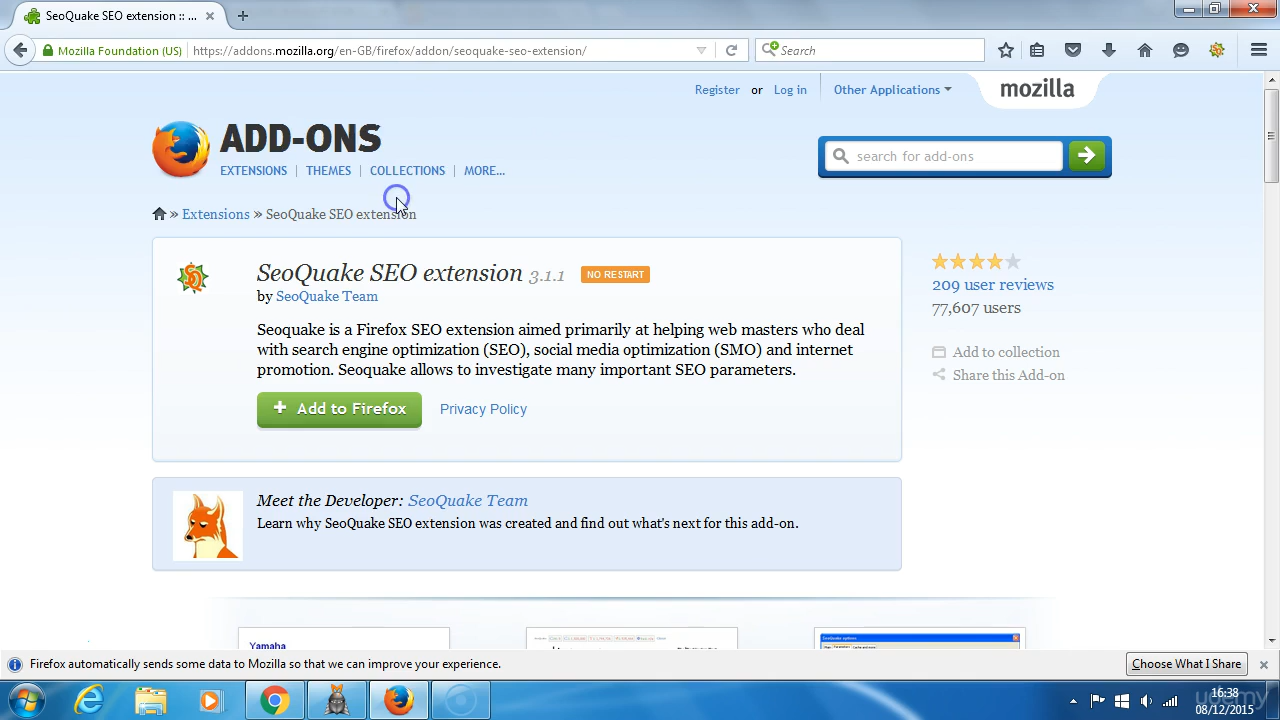 SeoQuake SEO extension :: ...
Mozilla Foundation (US)
https://addons.mozilla.org/en-GB/firefox/addon/seoquake-seo-extension/
Search
Register or Log in
Other Applications
mozilla
ADD-ONS
EXTENSIONS | THEMES | COLLECTIONS | MORE...
search for add-ons
» Extensions » SeoQuake SEO extension
SeoQuake SEO extension 3.1.1 NO RESTART
by SeoQuake Team
Seoquake is a Firefox SEO extension aimed primarily at helping web masters who deal
with search engine optimization (SEO), social media optimization (SMO) and internet
promotion. Seoquake allows to investigate many important SEO parameters.
+ Add to Firefox
Privacy Policy
209 user reviews
77,607 users
Add to collection
Share this Add-on
Meet the Developer: SeoQuake Team
Learn why SeoQuake SEO extension was created and find out what's next for this add-on.
Yamaha
SeoQuake options
Firefox automatically sends some data to Mozilla so that we can improve your experience.
Choose What I Share
16:38
08/12/2015
udemy